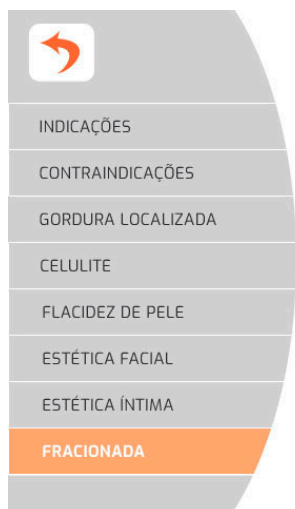 INDICAÇÕES
CONTRAINDICAÇÕES
GORDURA LOCALIZADA
CELULITE
FLACIDEZ DE PELE
ESTÉTICA FACIAL
ESTÉTICA ÍNTIMA
FRACIONADA